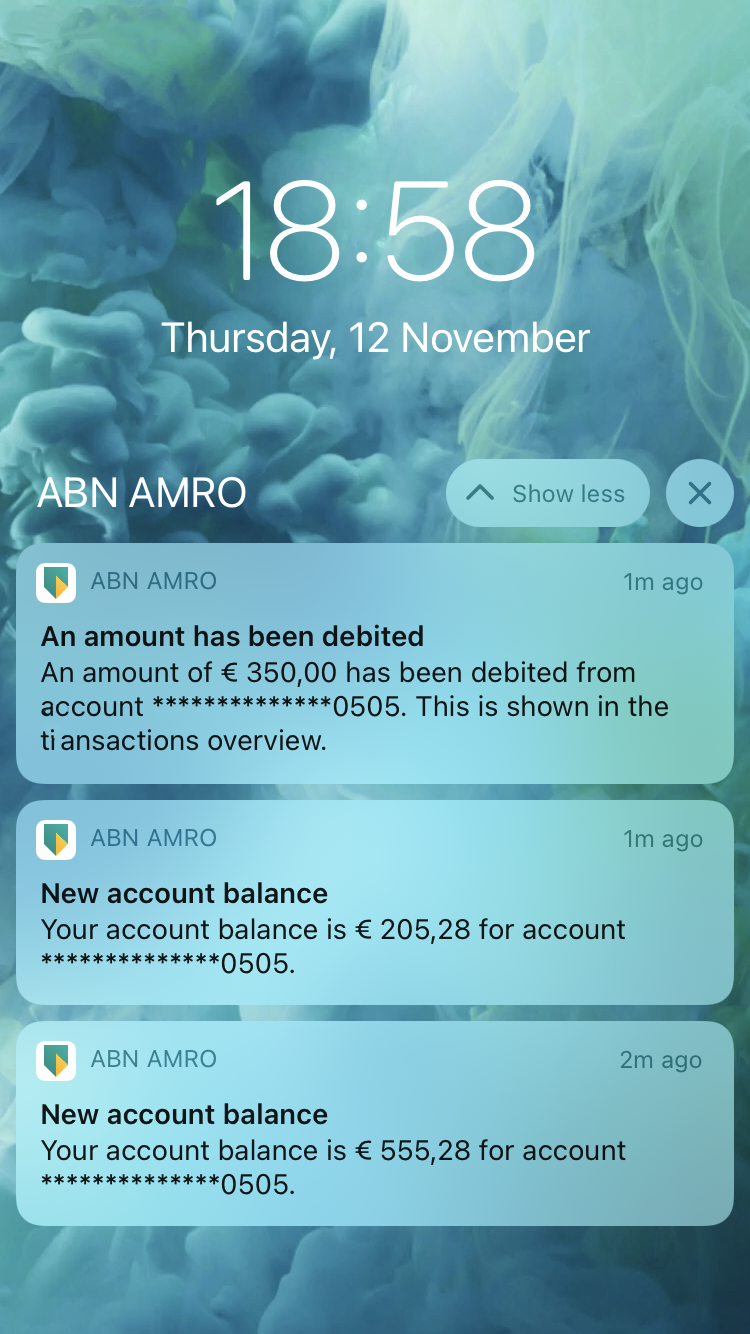 18:58
Thursday, 12 November
ABN AMRO
Show less
ABN AMRO
1m ago
An amount has been debited
An amount of € 350,00 has been debited from
account **************0505. This is shown in the
ti ansactions overview.
ABN AMRO
1m ago
New account balance
Your account balance is € 205,28 for account
**************0505.
ABN AMRO
2m ago
New account balance
Your account balance is € 555,28 for account
**************0505.